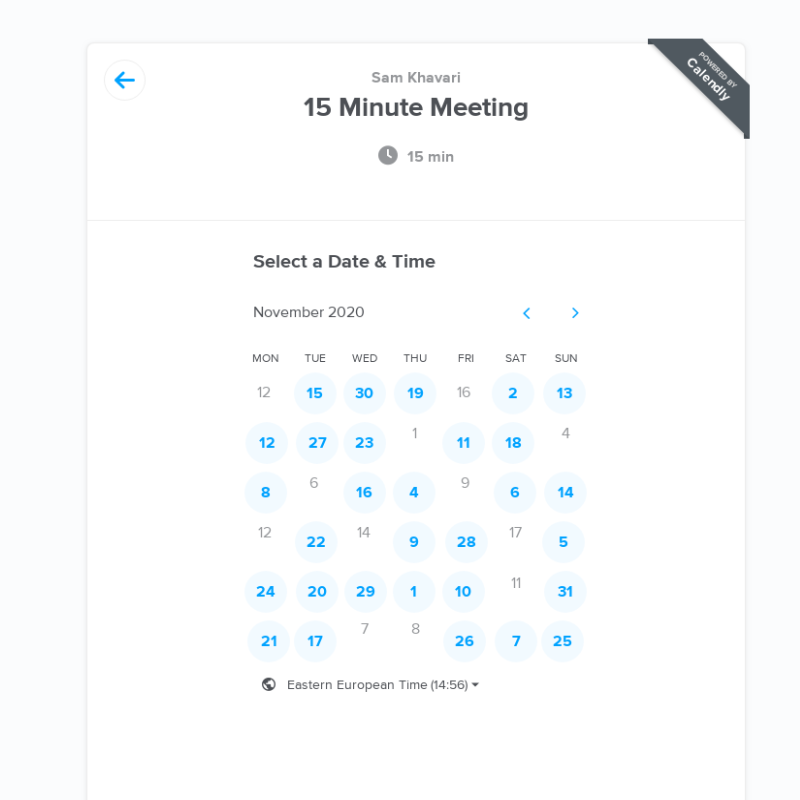 Sam Khavari
POWERED BY
Calendly
15 Minute Meeting
15 min
Select a Date & Time
November 2020
MON TUE WED THU FRI SAT SUN
12 15 30 19 16 2 13
12 27 23 1 11 18 4
8 6 16 4 9 6 14
12 22 14 9 28 17 5
24 20 29 1 10 11 31
21 17 7 8 26 7 25
Eastern European Time (14:56)